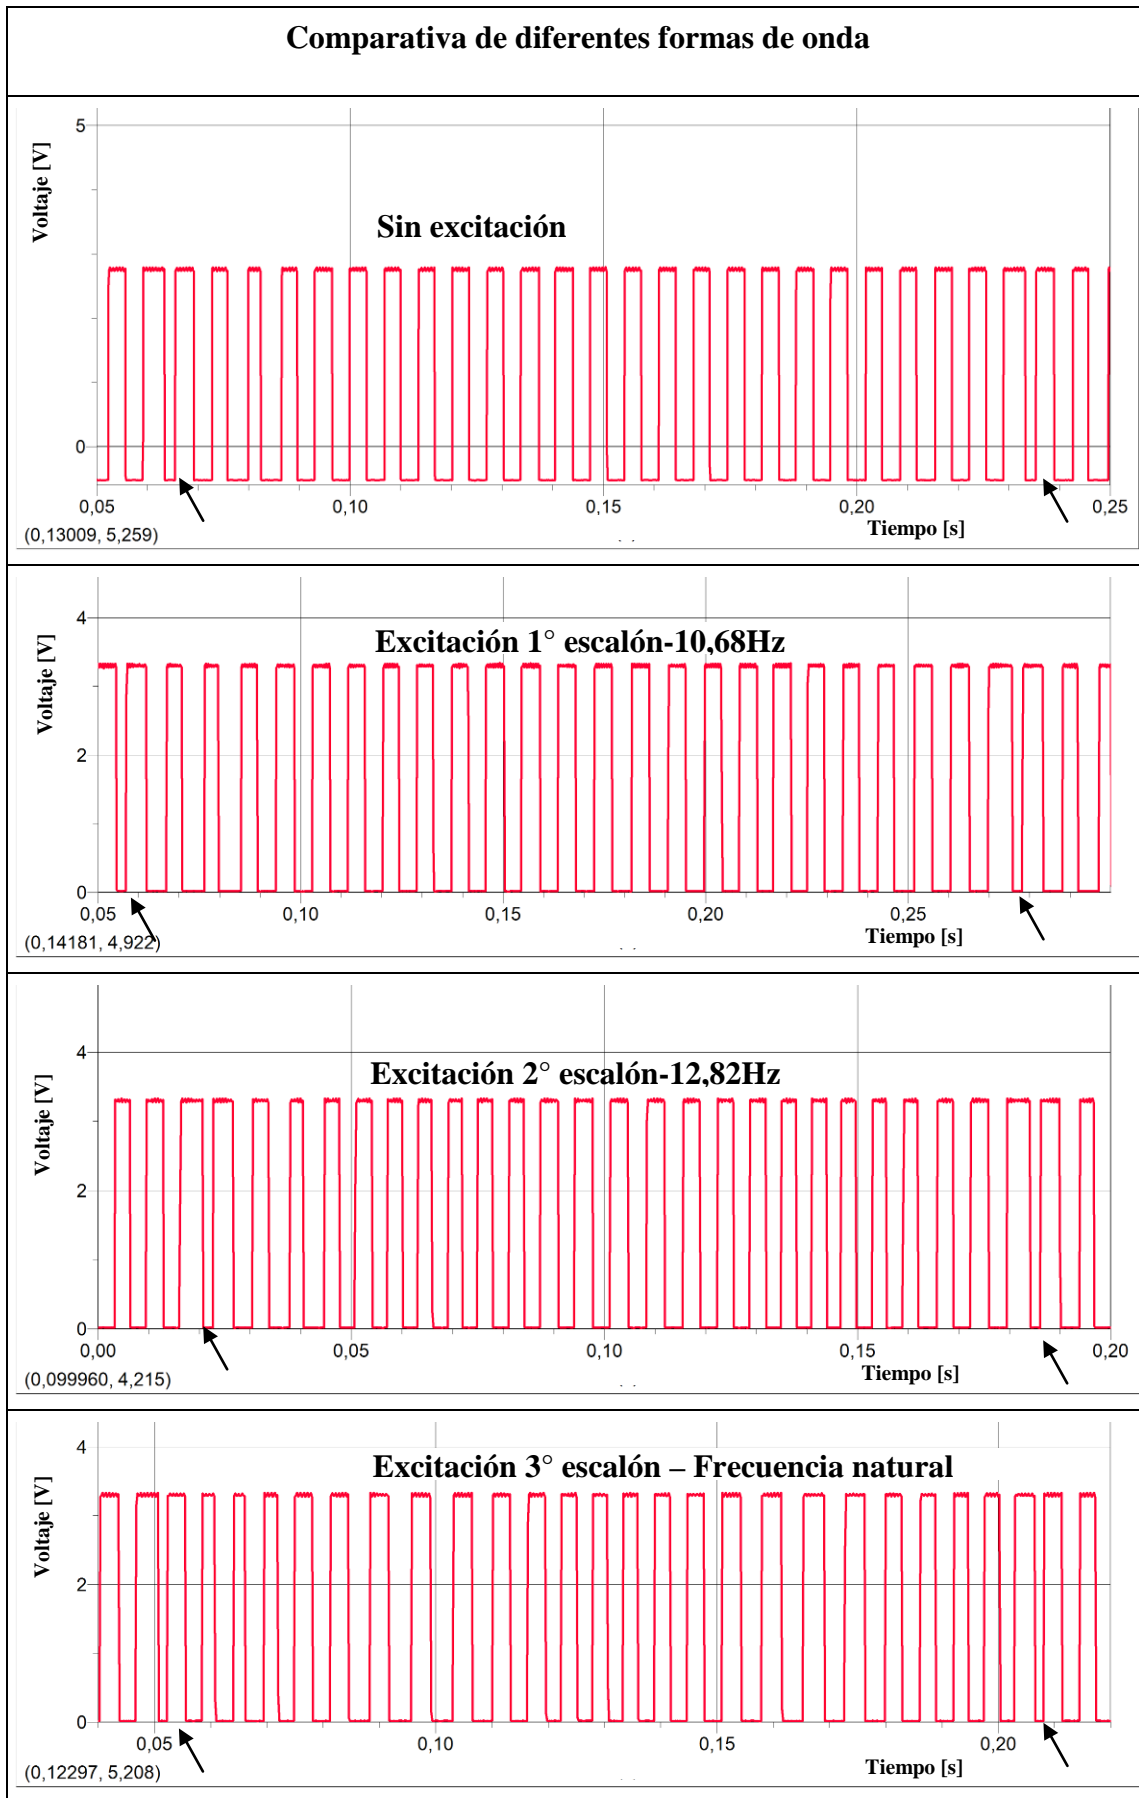 Comparativa de diferentes formas de onda
5
Voltaje [V]
Sin excitación
0
0,05 0,10 0,15 0,20 0,25
Tiempo [s]
(0,13009, 5,259)
4
Voltaje [V]
Excitación 1° escalón-10,68Hz
2
0
0,05 0,10 0,15 0,20 0,25
Tiempo [s]
(0,14181, 4,922)
4
Voltaje [V]
Excitación 2° escalón-12,82Hz
2
0
0,00 0,05 0,10 0,15 0,20
Tiempo [s]
(0,099960, 4,215)
4
Voltaje [V]
Excitación 3° escalón – Frecuencia natural
2
0
0,05 0,10 0,15 0,20
Tiempo [s]
(0,12297, 5,208)